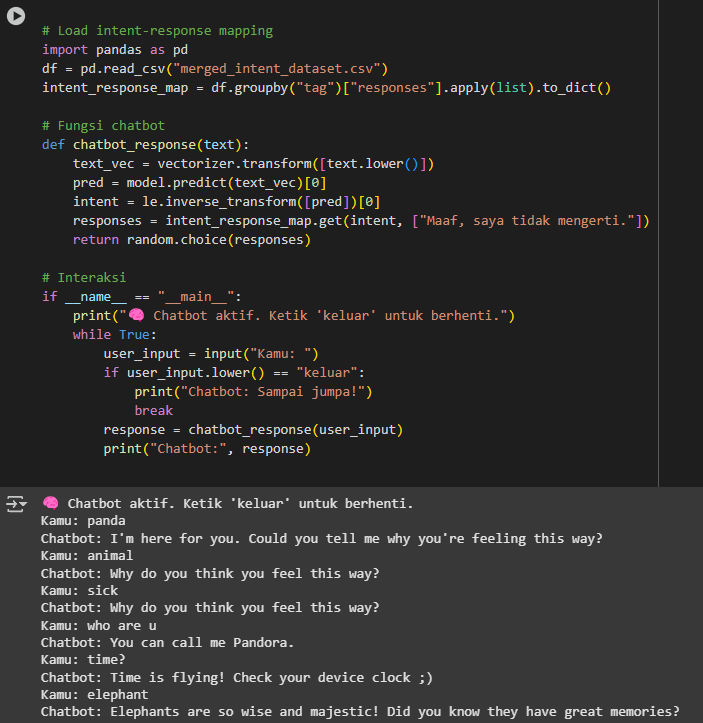 # Load intent-response mapping
import pandas as pd
df = pd.read_csv("merged_intent_dataset.csv")
intent_response_map = df.groupby("tag")["responses"].apply(list).to_dict()
# Fungsi chatbot
def chatbot_response(text):
    text_vec = vectorizer.transform([text.lower()])
    pred = model.predict(text_vec)[0]
    intent = le.inverse_transform([pred])[0]
    responses = intent_response_map.get(intent, ["Maaf, saya tidak mengerti."])
    return random.choice(responses)
# Interaksi
if __name__ == "__main__":
    print("🧠 Chatbot aktif. Ketik 'keluar' untuk berhenti.")
    while True:
        user_input = input("Kamu: ")
        if user_input.lower() == "keluar":
            print("Chatbot: Sampai jumpa!")
            break
        response = chatbot_response(user_input)
        print("Chatbot:", response)
🧠 Chatbot aktif. Ketik 'keluar' untuk berhenti.
Kamu: panda
Chatbot: I'm here for you. Could you tell me why you're feeling this way?
Kamu: animal
Chatbot: Why do you think you feel this way?
Kamu: sick
Chatbot: Why do you think you feel this way?
Kamu: who are u
Chatbot: You can call me Pandora.
Kamu: time?
Chatbot: Time is flying! Check your device clock ;)
Kamu: elephant
Chatbot: Elephants are so wise and majestic! Did you know they have great memories?